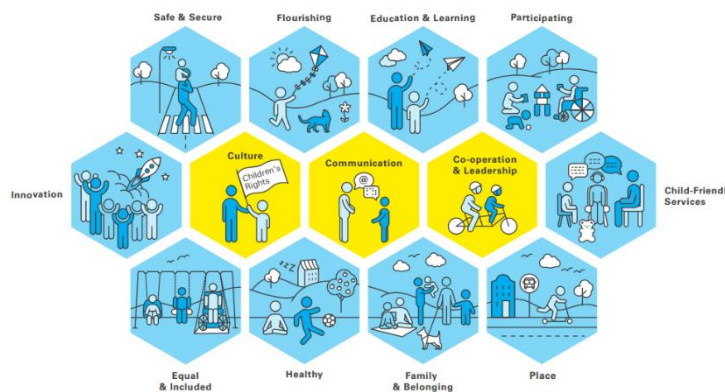 Safe & Secure
Flourishing
Education & Learning
Participating
Innovation
Culture
Children's
Rights
Communication
@
Co-operation
& Leadership
Child-Friendl
Services
zzZ
Equal
& Included
Healthy
Family
& Belonging
Place